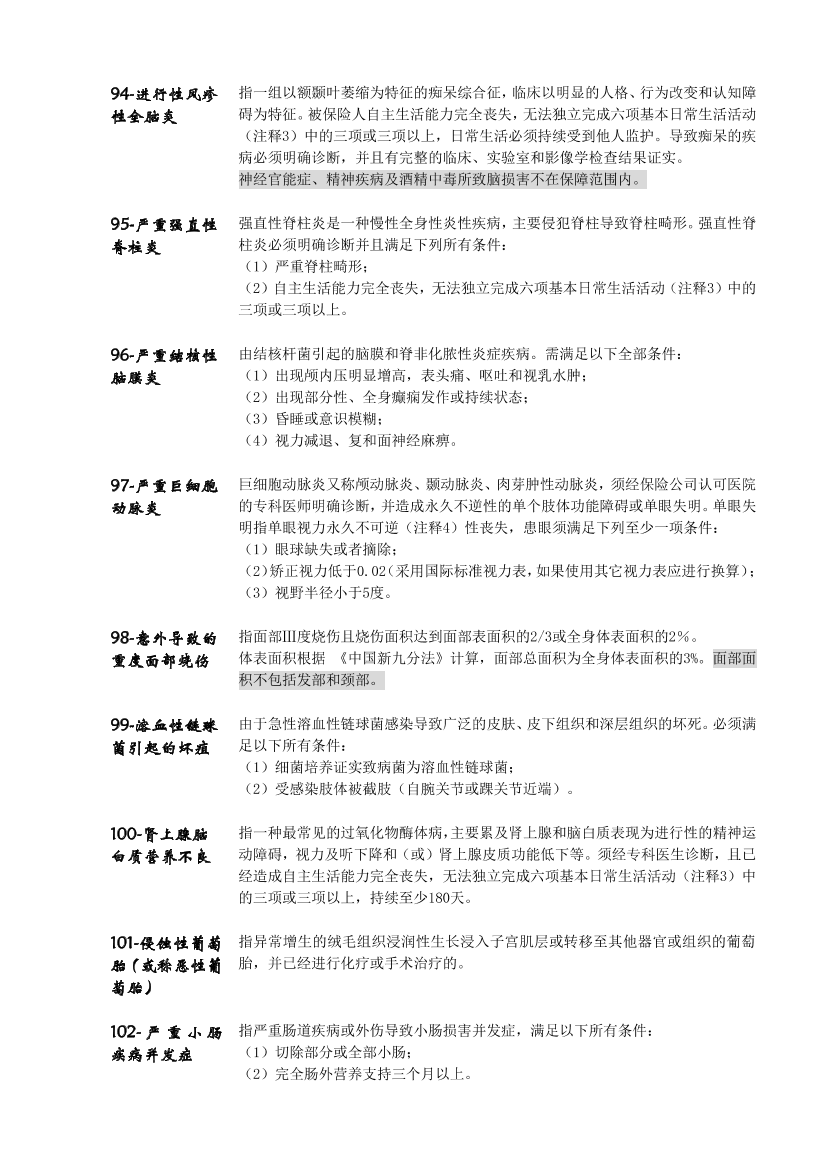 94-进行性风疹
性全脑炎
指一组以额颞叶萎缩为特征的痴呆综合征，临床以明显的人格、行为改变和认知障
碍为特征。被保险人自主生活能力完全丧失，无法独立完成六项基本日常生活活动
（注释3）中的三项或三项以上，日常生活必须持续受到他人监护。导致痴呆的疾
病必须明确诊断，并且有完整的临床、实验室和影像学检查结果证实。
神经官能症、精神疾病及酒精中毒所致脑损害不在保障范围内。
95-严重强直性
脊柱炎
强直性脊柱炎是一种慢性全身性炎性疾病，主要侵犯脊柱导致脊柱畸形。强直性脊
柱炎必须明确诊断并且满足下列所有条件：
（1）严重脊柱畸形；
（2）自主生活能力完全丧失，无法独立完成六项基本日常生活活动（注释3）中的
三项或三项以上。
96-严重结核性
脑膜炎
由结核杆菌引起的脑膜和脊非化脓性炎症疾病。需满足以下全部条件：
（1）出现颅内压明显增高，表头痛、呕吐和视乳水肿；
（2）出现部分性、全身癫痫发作或持续状态；
（3）昏睡或意识模糊；
（4）视力减退、复和面神经麻痹。
97-严重巨细胞
动脉炎
巨细胞动脉炎又称颅动脉炎、颞动脉炎、肉芽肿性动脉炎，须经保险公司认可医院
的专科医师明确诊断，并造成永久不逆性的单个肢体功能障碍或单眼失明。单眼失
明指单眼视力永久不可逆（注释4）性丧失，患眼须满足下列至少一项条件：
（1）眼球缺失或者摘除；
（2）矫正视力低于0.02（采用国际标准视力表，如果使用其它视力表应进行换算）；
（3）视野半径小于5度。
98-意外导致的
重度面部烧伤
指面部Ⅲ度烧伤且烧伤面积达到面部表面积的2/3或全身体表面积的2％。
体表面积根据 《中国新九分法》计算，面部总面积为全身体表面积的3%。面部面
积不包括发部和颈部。
99-溶血性链球
菌引起的坏疽
由于急性溶血性链球菌感染导致广泛的皮肤、皮下组织和深层组织的坏死。必须满
足以下所有条件：
（1）细菌培养证实致病菌为溶血性链球菌；
（2）受感染肢体被截肢（自腕关节或踝关节近端）。
100-肾上腺脑
白质营养不良
指一种最常见的过氧化物酶体病，主要累及肾上腺和脑白质表现为进行性的精神运
动障碍，视力及听下降和（或）肾上腺皮质功能低下等。须经专科医生诊断，且已
经造成自主生活能力完全丧失，无法独立完成六项基本日常生活活动（注释3）中
的三项或三项以上，持续至少180天。
101-侵蚀性葡萄
胎（或称恶性葡
萄胎）
指异常增生的绒毛组织浸润性生长浸入子宫肌层或转移至其他器官或组织的葡萄
胎，并已经进行化疗或手术治疗的。
102-严重小肠
疾病并发症
指严重肠道疾病或外伤导致小肠损害并发症，满足以下所有条件：
（1）切除部分或全部小肠；
（2）完全肠外营养支持三个月以上。